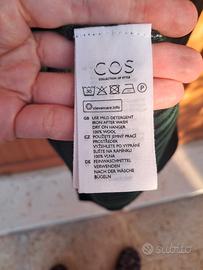 COS
COLLECTION OF STYLE
30
P
clevercare.info
GB
USE MILD DETERGENT
IRON AFTER WASH
DRY ON HANGER
100% WOOL
CZ
POUŽIJTE JEMNÝ PRACÍ
PROSTŘEDEK
VYŽEHLETE PO VYPRÁNÍ
SUŠTE NA RAMÍNKU
100% VLNA
DE
FEINWASCHMITTEL
VERWENDEN
NACH DER WÄSCHE
BÜGELN
subito